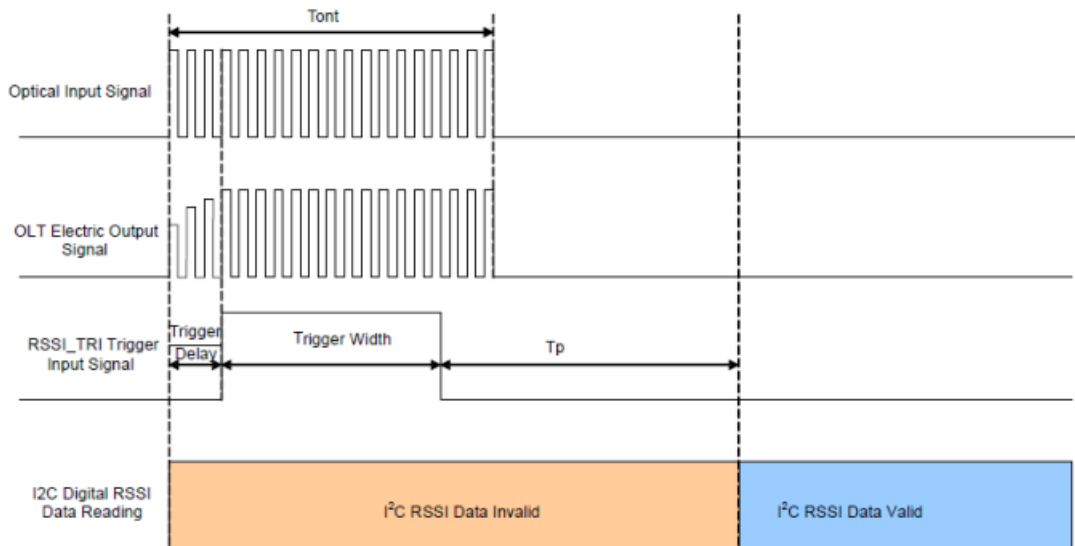 Tont
Optical Input Signal
OLT Electric Output
Signal
RSSI_TRI Trigger
Input Signal
Trigger
Delay
Trigger Width
Tp
I2C Digital RSSI
Data Reading
I²C RSSI Data Invalid
I²C RSSI Data Valid